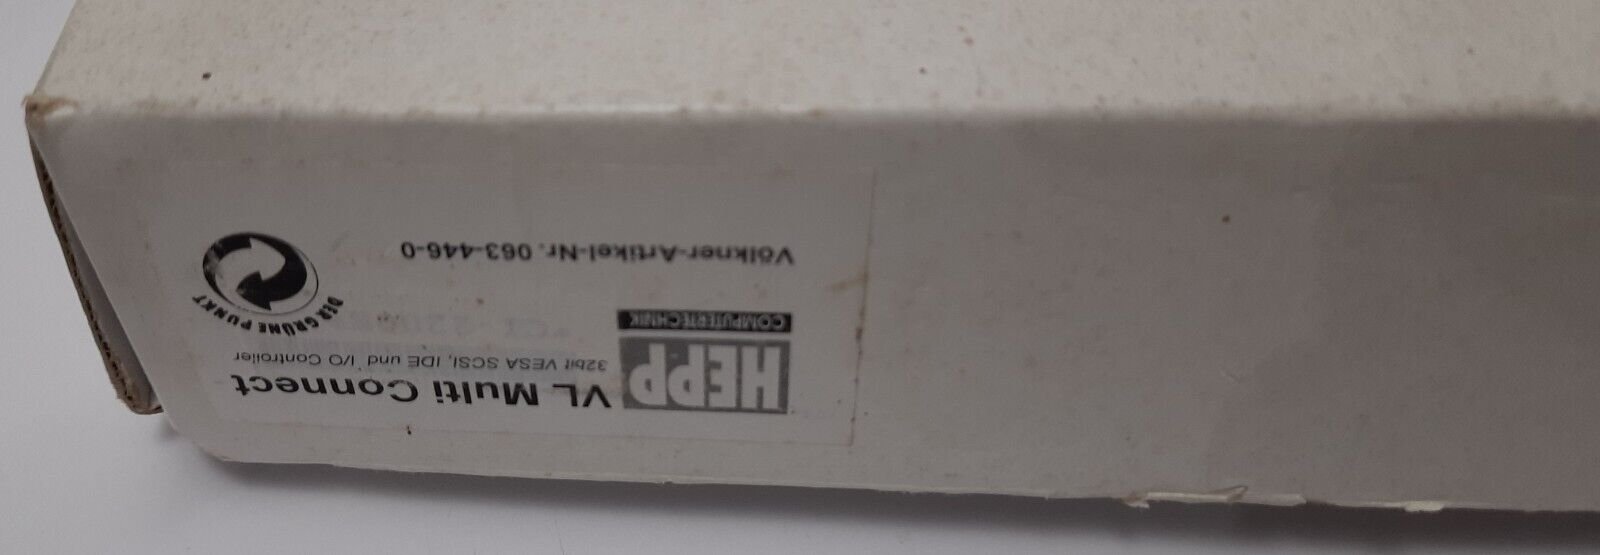 HEPP
COMPUTERTECHNIK
VL Multi Connect
32bit VESA SCSI, IDE und I/O Controller
Völkner-Artikel-Nr. 063-446-0
DER GRÜNE PUNKT